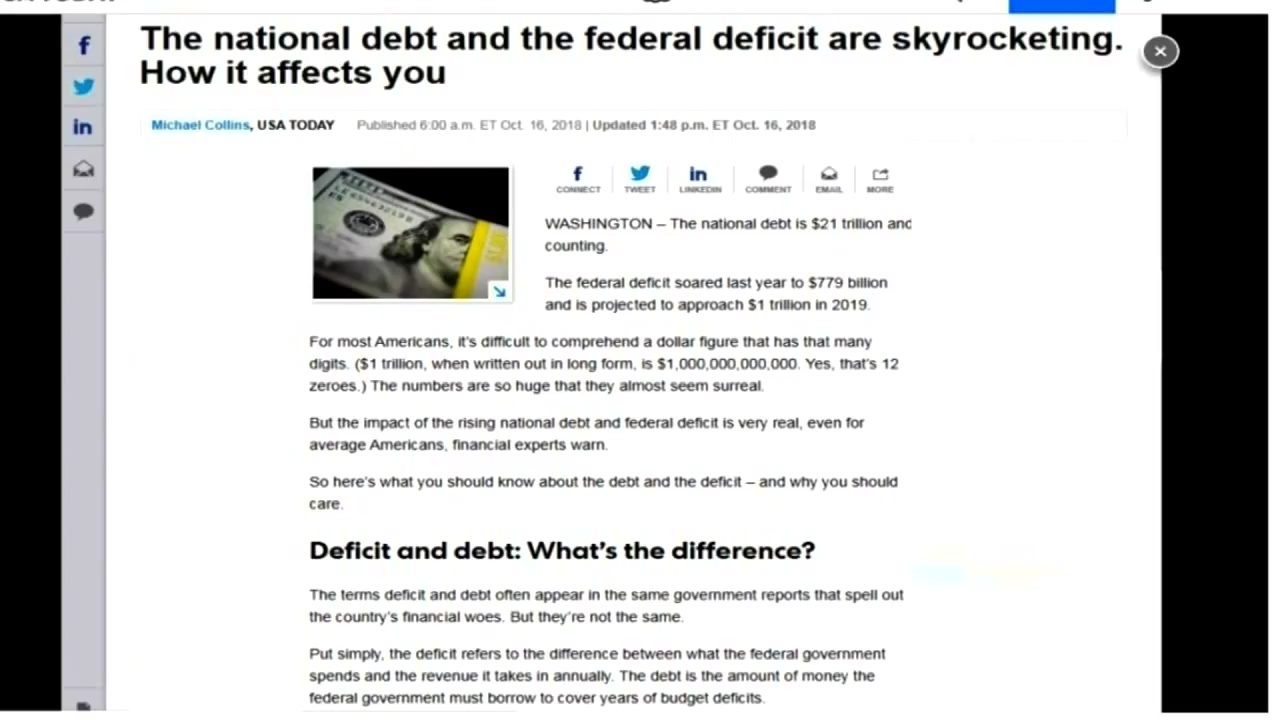 The national debt and the federal deficit are skyrocketing.
How it affects you
Michael Collins, USA TODAY Published 6:00 a.m. ET Oct. 16, 2018 | Updated 1:48 p.m. ET Oct. 16, 2018
CONNECT TWEET LINKEDIN COMMENT EMAIL MORE
WASHINGTON – The national debt is $21 trillion and
counting.
The federal deficit soared last year to $779 billion
and is projected to approach $1 trillion in 2019.
For most Americans, it's difficult to comprehend a dollar figure that has that many
digits. ($1 trillion, when written out in long form, is $1,000,000,000,000. Yes, that's 12
zeroes.) The numbers are so huge that they almost seem surreal.
But the impact of the rising national debt and federal deficit is very real, even for
average Americans, financial experts warn.
So here's what you should know about the debt and the deficit – and why you should
care.
Deficit and debt: What's the difference?
The terms deficit and debt often appear in the same government reports that spell out
the country's financial woes. But they're not the same.
Put simply, the deficit refers to the difference between what the federal government
spends and the revenue it takes in annually. The debt is the amount of money the
federal government must borrow to cover years of budget deficits.